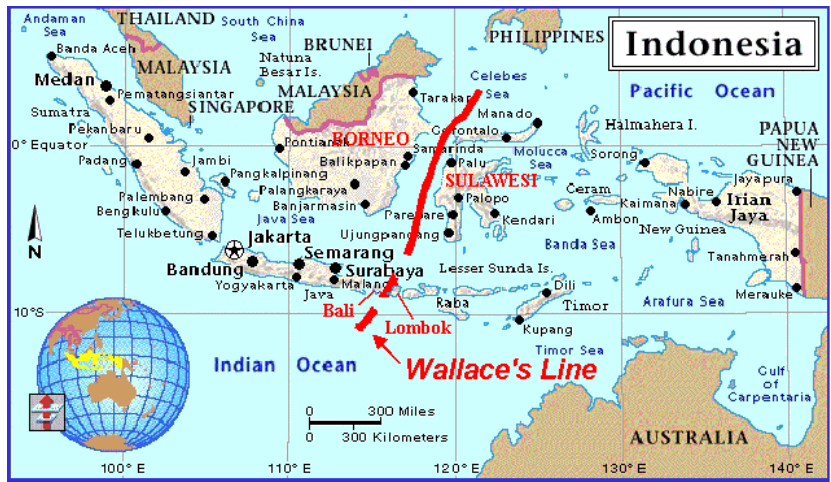 Andaman
Sea
THAILAND
South China
Sea
PHILIPPINES
Indonesia
Banda Aceh
Natuna
Besar Is.
BRUNEI
Medan
MALAYSIA
Celebes
Sea
Pematangsiantar
MALAYSIA
Tarakan
Pacific Ocean
SINGAPORE
Manado
Sumatra
Pekanbaru
BORNEO
Gorontalo
Halmahera I.
PAPUA
NEW
GUINEA
0° Equator
Pontianak
Samarinda
Molucca
Sea
Sorong
Padang
Jambi
Balikpapan
Palu
Pangkalpinang
SULAWESI
Jayapura
Palangkaraya
Ceram
Nabire
Irian
Jaya
Palembang
Palopo
Kaimana
Bengkulu
Banjarmasin
Parepare
Java Sea
Kendari
Ambon
New Guinea
Telukbetung
Ujungpandang
Jakarta
Banda Sea
N
Semarang
Tanahmerah
Bandung
Surabaya
Lesser Sunda Is.
Yogyakarta
Malang
Dili
Java
Merauke
Bali
Raba
Timor
Arafura Sea
10°S
Lombok
Kupang
Timor Sea
Indian Ocean
Wallace's Line
Gulf
of
Carpentaria
0 300 Miles
0 300 Kilometers
AUSTRALIA
100° E
110° E
120° E
130° E
140° E